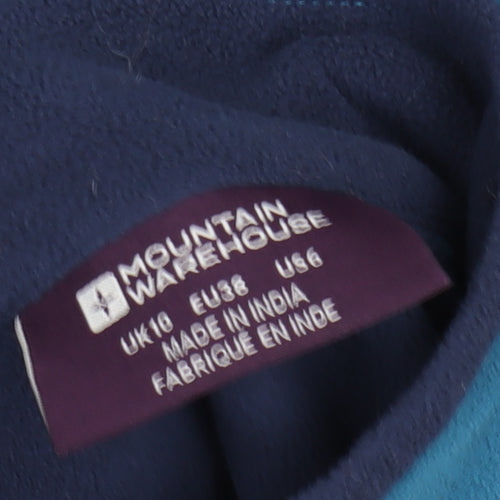 MOUNTAIN
WAREHOUSE
UK10 EU38 US6
MADE IN INDIA
FABRIQUÉ EN INDE